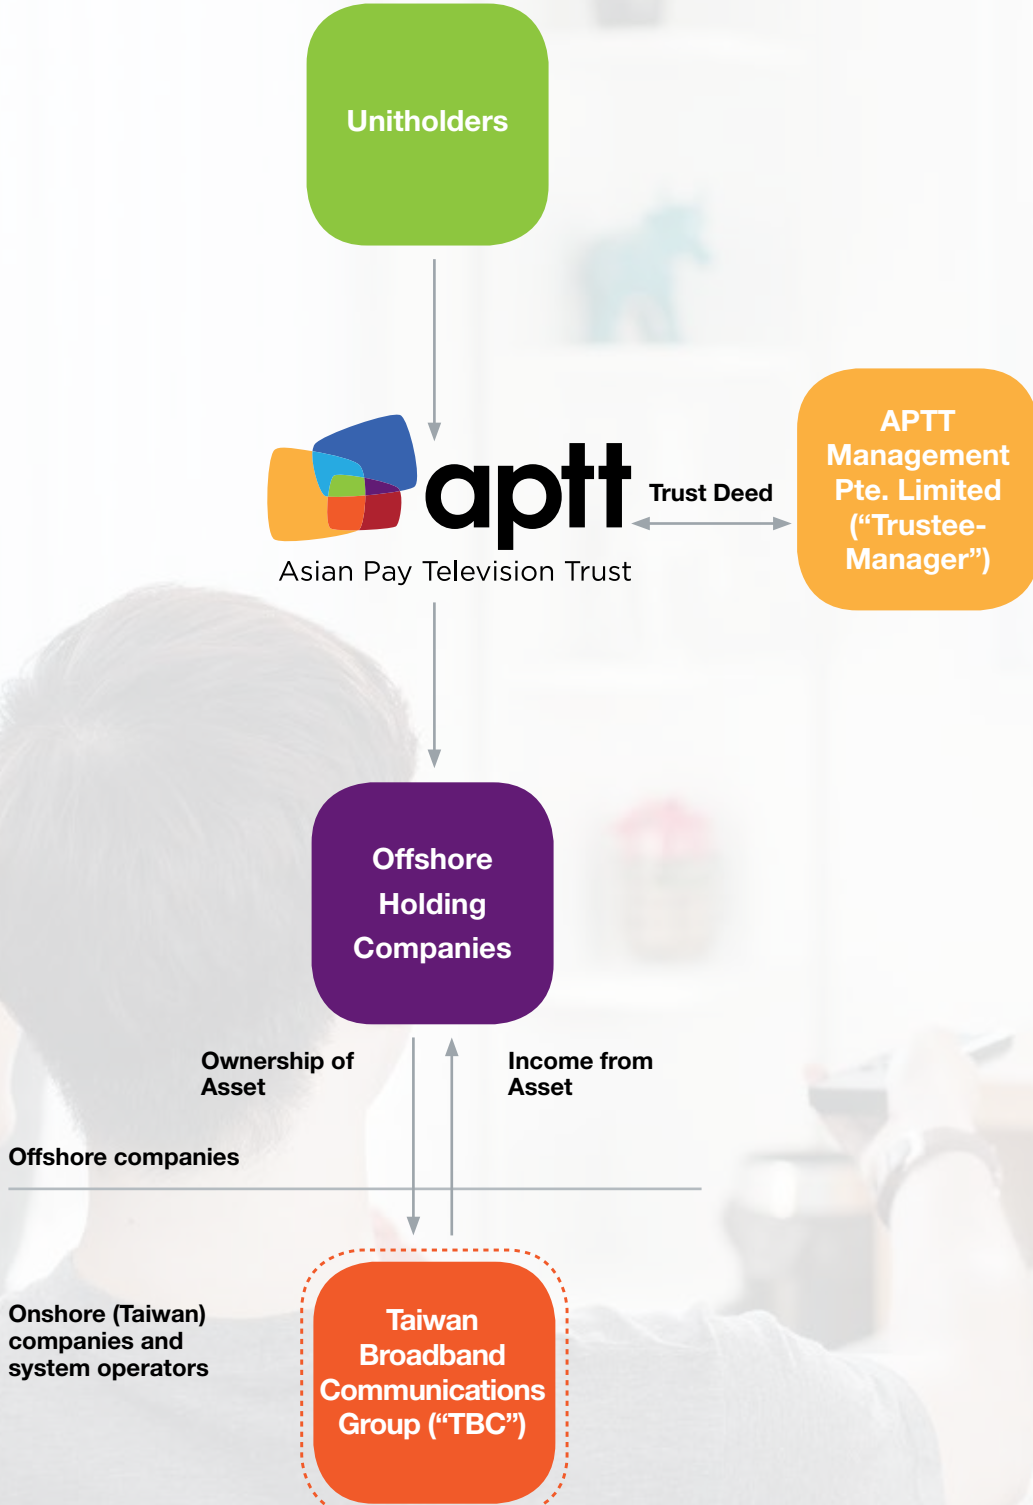 Unitholders
aptt
Asian Pay Television Trust
Trust Deed
APTT
Management
Pte. Limited
(“Trustee-
Manager”)
Offshore
Holding
Companies
Ownership of
Asset
Income from
Asset
Offshore companies
Onshore (Taiwan)
companies and
system operators
Taiwan
Broadband
Communications
Group (“TBC”)